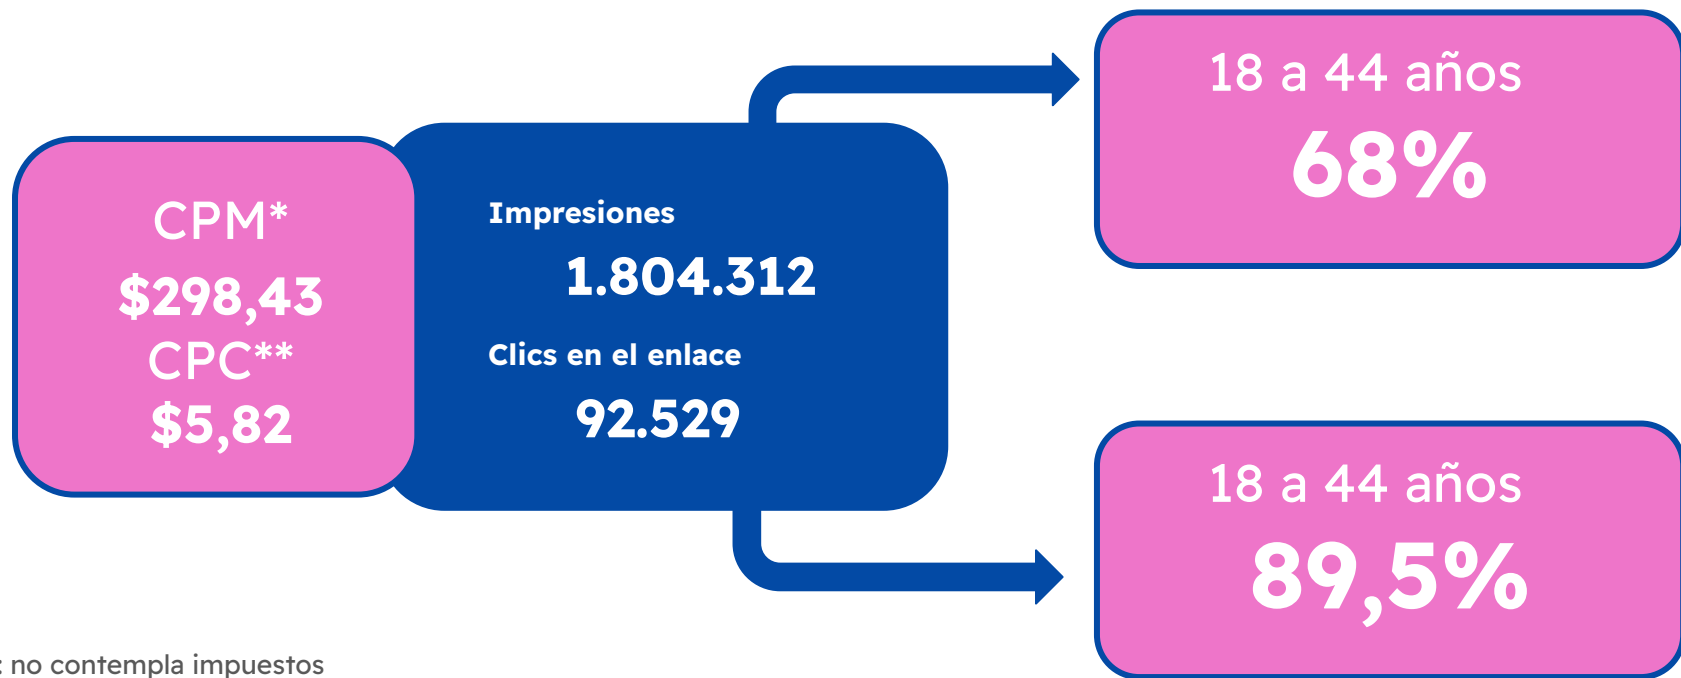 CPM*
$298,43
CPC**
$5,82
Impresiones
1.804.312
Clics en el enlace
92.529
18 a 44 años
68%
18 a 44 años
89,5%
: no contempla impuestos